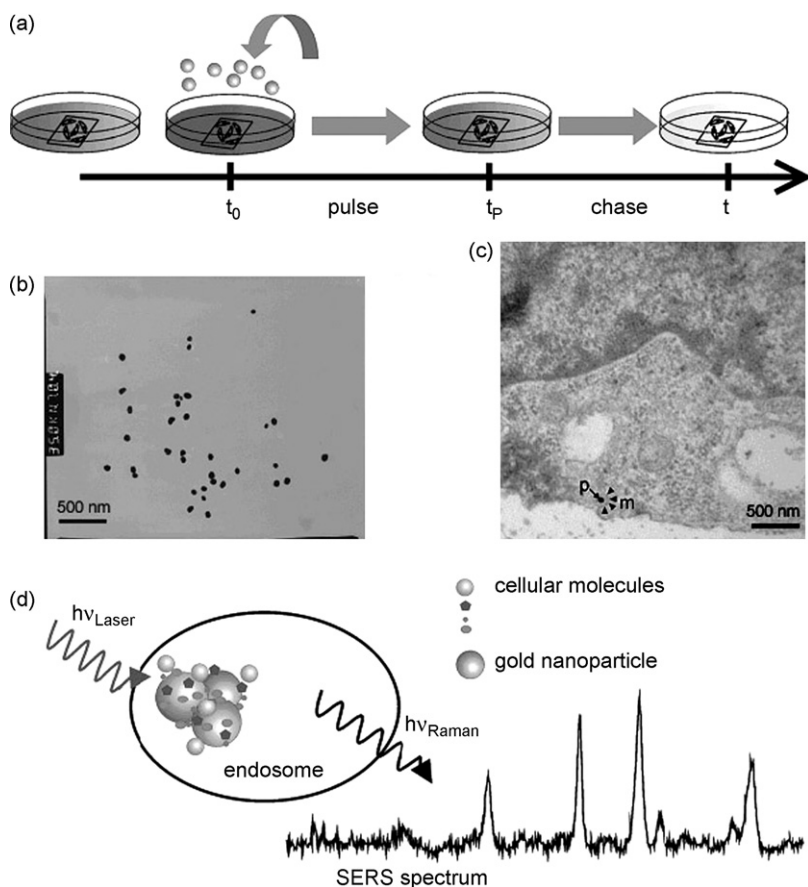 (a)
t₀ pulse tₚ chase t
(b)
500 nm
(c)
p m
500 nm
(d)
hνLaser
cellular molecules
gold nanoparticle
hνRaman
endosome
SERS spectrum